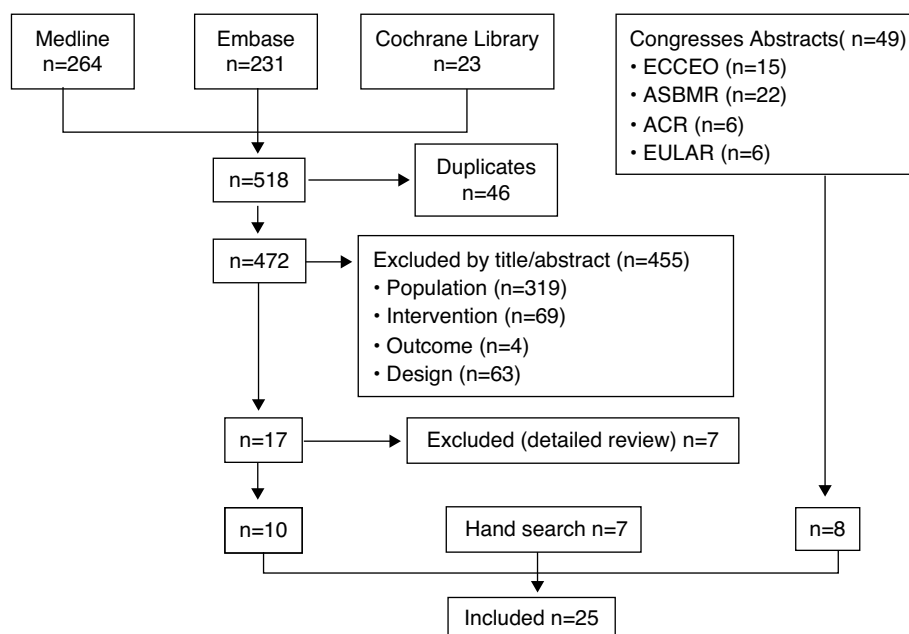 Medline
n=264
Embase
n=231
Cochrane Library
n=23
Congresses Abstracts( n=49)
• ECCEO (n=15)
• ASBMR (n=22)
• ACR (n=6)
• EULAR (n=6)
n=518
Duplicates
n=46
n=472
Excluded by title/abstract (n=455)
• Population (n=319)
• Intervention (n=69)
• Outcome (n=4)
• Design (n=63)
n=17
Excluded (detailed review) n=7
n=10
Hand search n=7
n=8
Included n=25